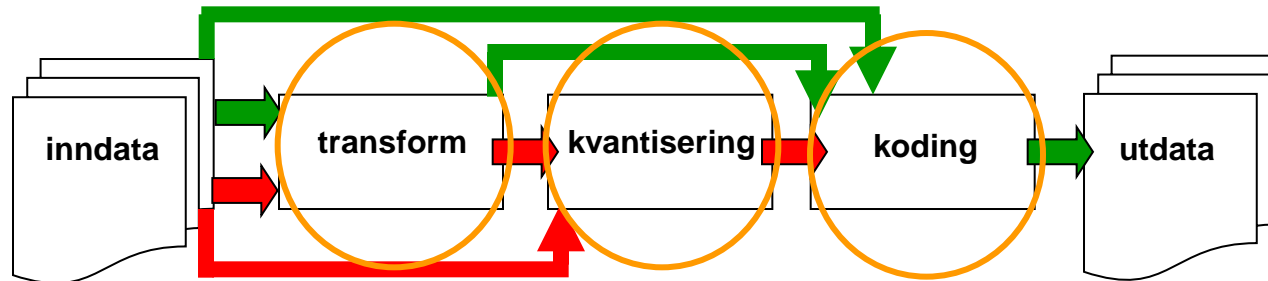 inndata
transform
kvantisering
koding
utdata